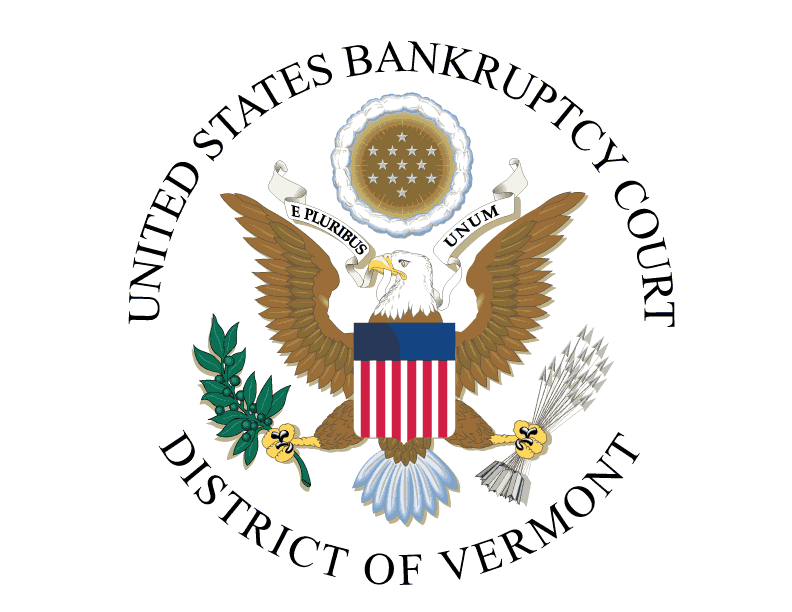 UNITED STATES BANKRUPTCY COURT
E PLURIBUS UNUM
DISTRICT OF VERMONT